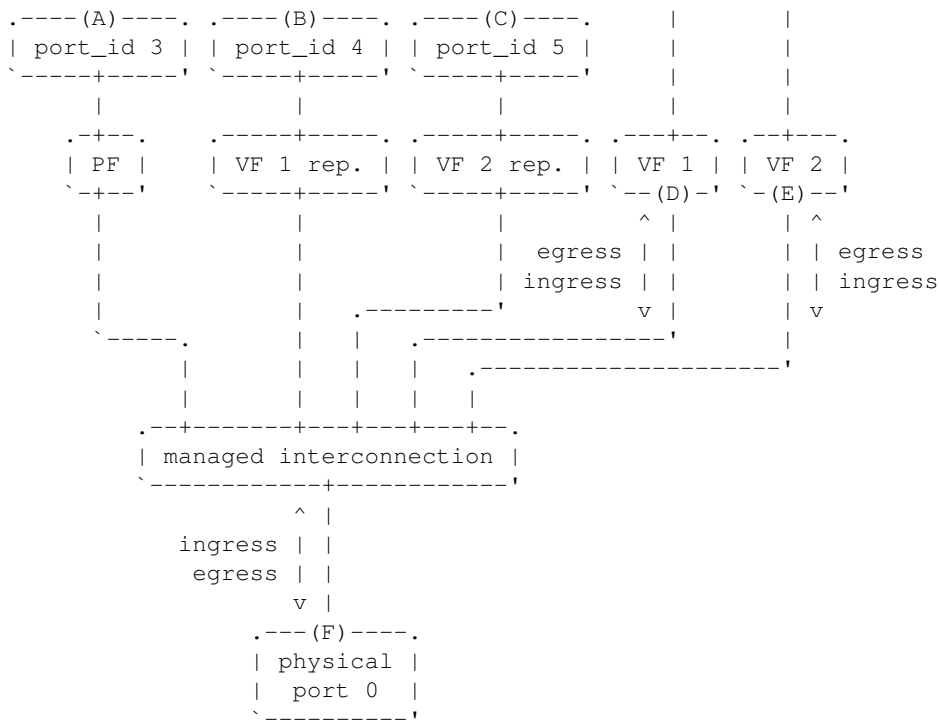 (A) (B) (C)
port_id 3 port_id 4 port_id 5
PF VF 1 rep. VF 2 rep. VF 1 VF 2
(D) (E)
egress egress
ingress ingress
managed interconnection
ingress
egress
(F)
physical
port 0